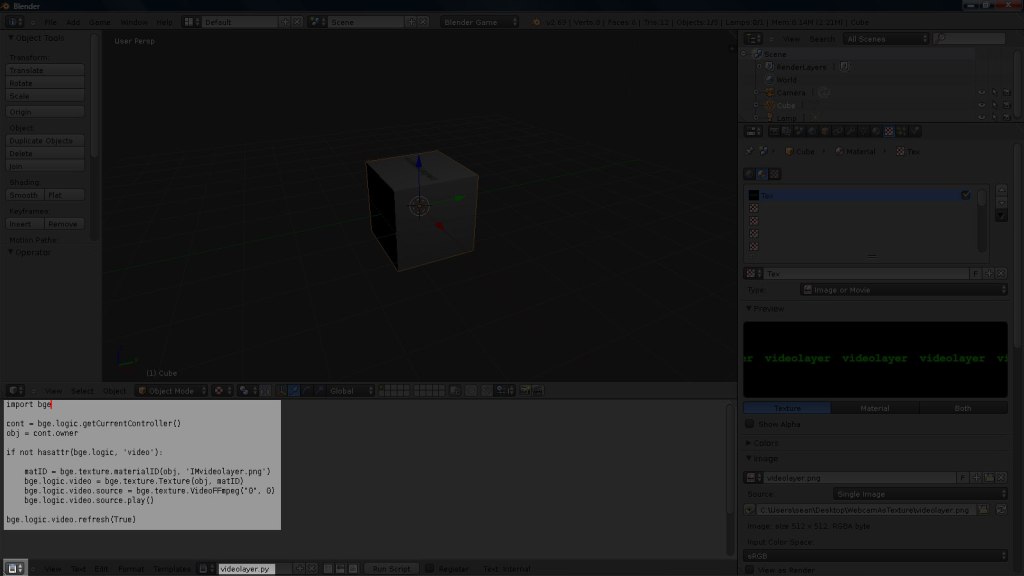 Blender
File Add Game Window Help Default Scene Blender Game v2.69 | Verts:0 | Faces:0 | Tris:12 | Objects:1/3 | Lamps:0/1 | Mem:8.14M (2.21M) | Cube
Object Tools
Transform:
Translate
Rotate
Scale
Origin
Object:
Duplicate Objects
Delete
Join
Shading:
Smooth Flat
Keyframes:
Insert Remove
Motion Paths:
Operator
User Persp
(1) Cube
View Select Object Object Mode Global
import bge
cont = bge.logic.getCurrentController()
obj = cont.owner
if not hasattr(bge.logic, 'video'):
matID = bge.texture.materialID(obj, 'IMvideolayer.png')
bge.logic.video = bge.texture.Texture(obj, matID)
bge.logic.video.source = bge.texture.VideoFFmpeg("0", 0)
bge.logic.video.source.play()
bge.logic.video.refresh(True)
View Text Edit Format Templates videolayer.py Run Script Register Text: Internal
View Search All Scenes
Scene
RenderLayers
World
Camera
Cube
Lamp
Cube Material Tex
Tex
Tex F
Type: Image or Movie
Preview
er videolayer videolayer videolayer vi
Texture Material Both
Show Alpha
Colors
Image
videolayer.png F
Source: Single Image
C:\Users\sean\Desktop\WebcamAsTexture\videolayer.png
Image: size 512 x 512, RGBA byte
Input Color Space:
sRGB
View as Render